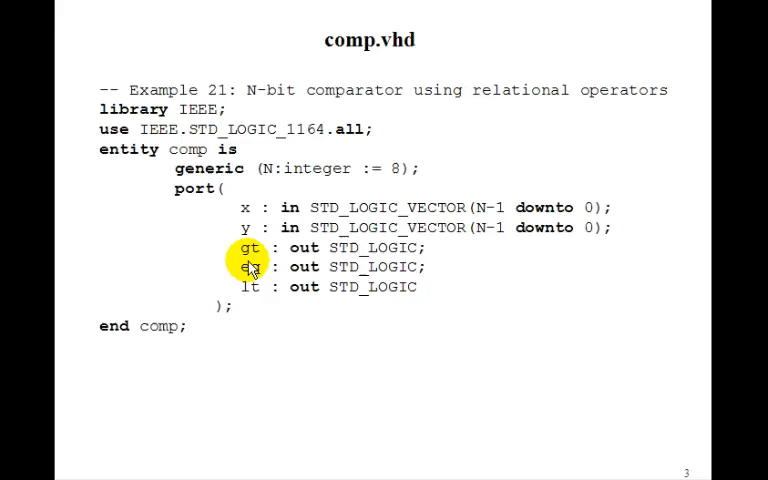 comp.vhd
-- Example 21: N-bit comparator using relational operators
library IEEE;
use IEEE.STD_LOGIC_1164.all;
entity comp is
generic (N:integer := 8);
port(
x : in STD_LOGIC_VECTOR(N-1 downto 0);
y : in STD_LOGIC_VECTOR(N-1 downto 0);
gt : out STD_LOGIC;
eq : out STD_LOGIC;
lt : out STD_LOGIC
);
end comp;
3